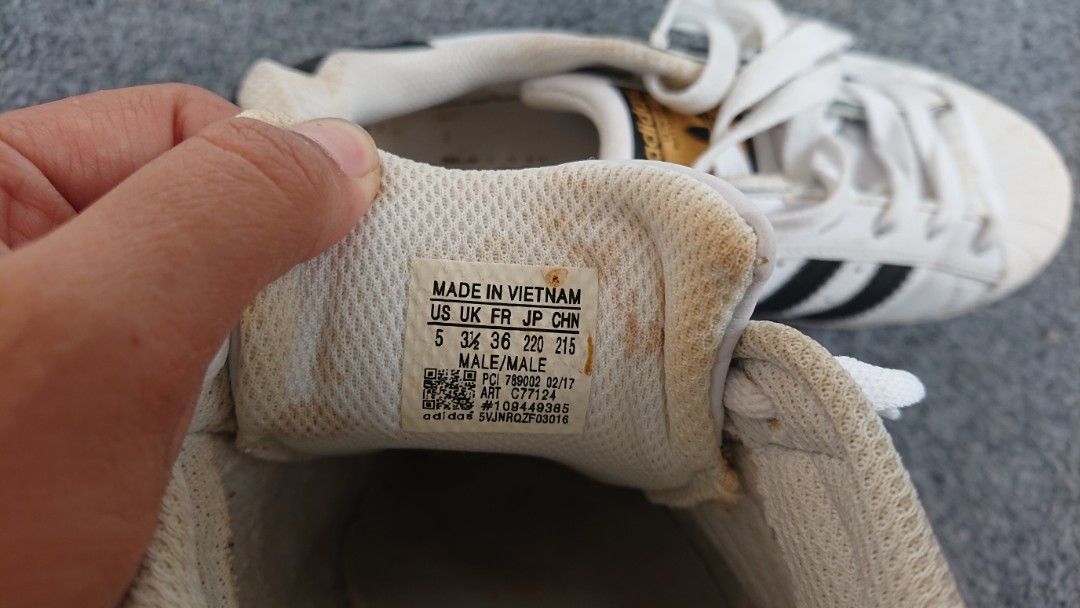 MADE IN VIETNAM
US UK FR JP CHN
5 3½ 36 220 215
MALE/MALE
PCI 789002 02/17
ART C77124
#109449385
adidas 5VJNRQZF03016
adidas